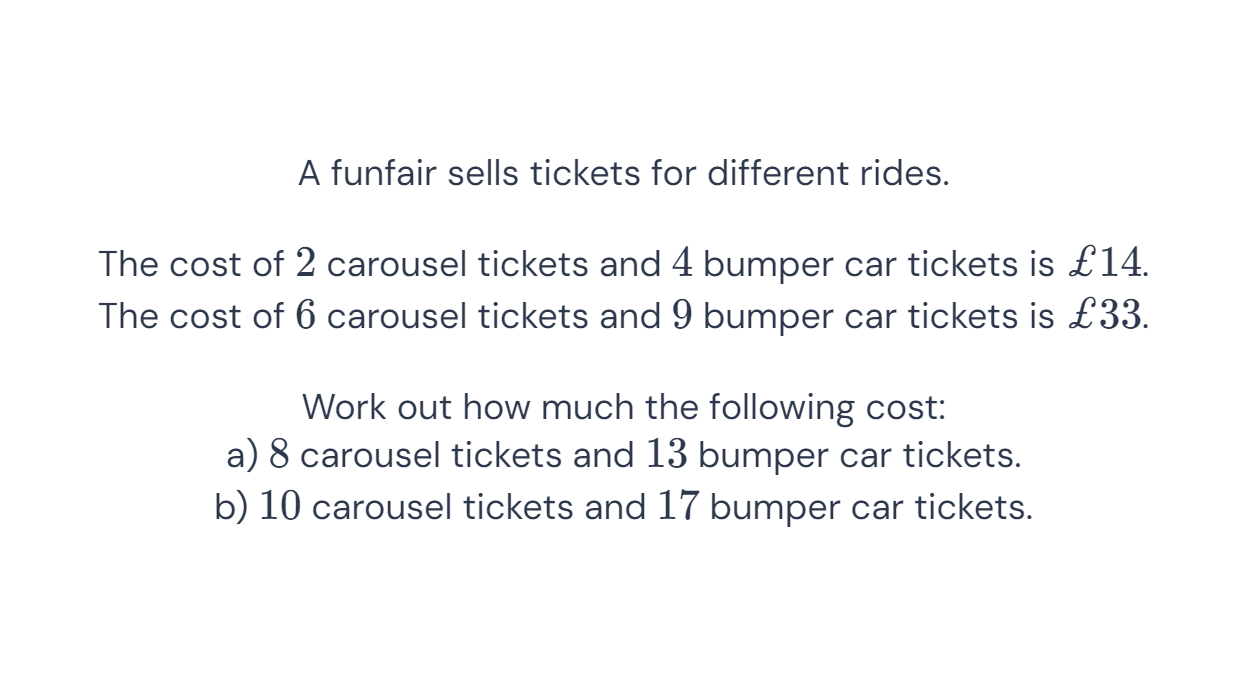 A funfair sells tickets for different rides.
The cost of 2 carousel tickets and 4 bumper car tickets is £14.
The cost of 6 carousel tickets and 9 bumper car tickets is £33.
Work out how much the following cost:
a) 8 carousel tickets and 13 bumper car tickets.
b) 10 carousel tickets and 17 bumper car tickets.